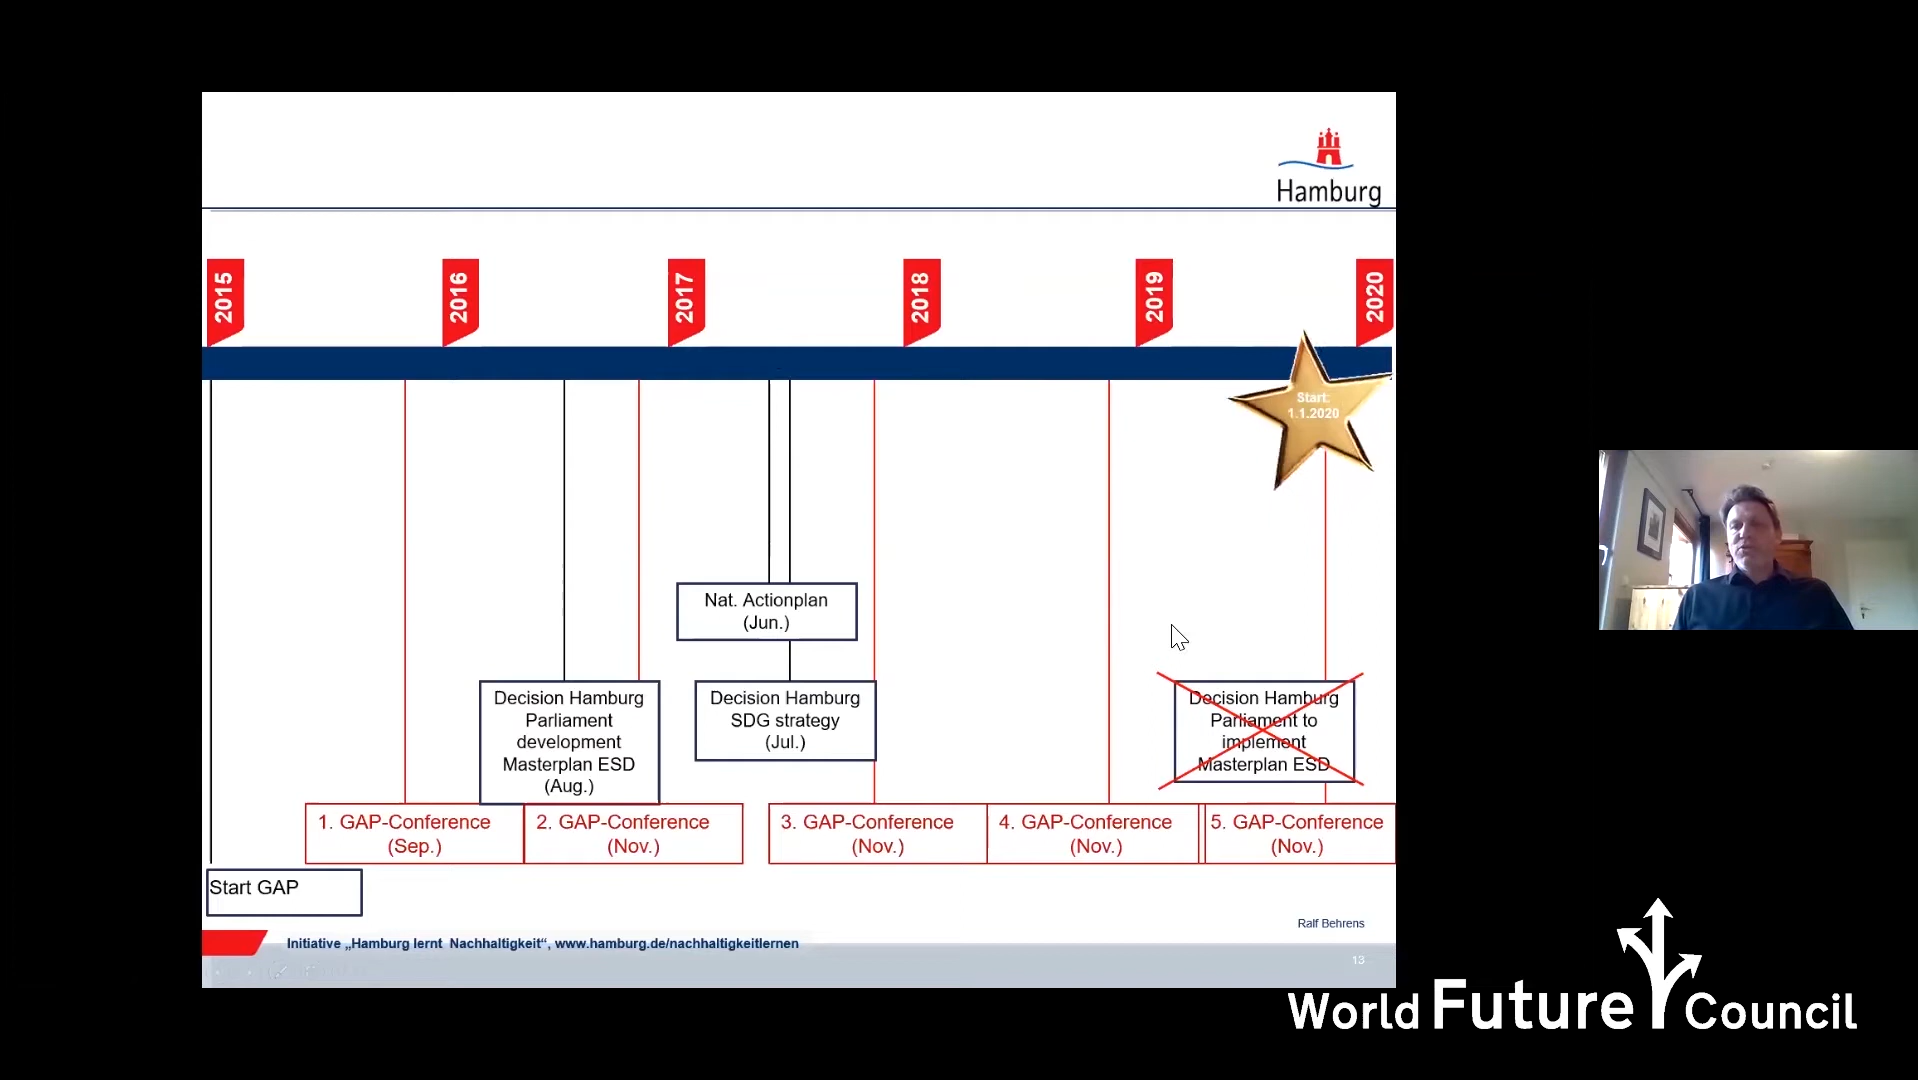 Hamburg
2015
2016
2017
2018
2019
2020
Start:
1.1.2020
Nat. Actionplan
(Jun.)
Decision Hamburg
Parliament
development
Masterplan ESD
(Aug.)
Decision Hamburg
SDG strategy
(Jul.)
Decision Hamburg
Parliament to
implement
Masterplan ESD
1. GAP-Conference
(Sep.)
2. GAP-Conference
(Nov.)
3. GAP-Conference
(Nov.)
4. GAP-Conference
(Nov.)
5. GAP-Conference
(Nov.)
Start GAP
Ralf Behrens
Initiative „Hamburg lernt Nachhaltigkeit“, www.hamburg.de/nachhaltigkeitlernen
13
World Future Council